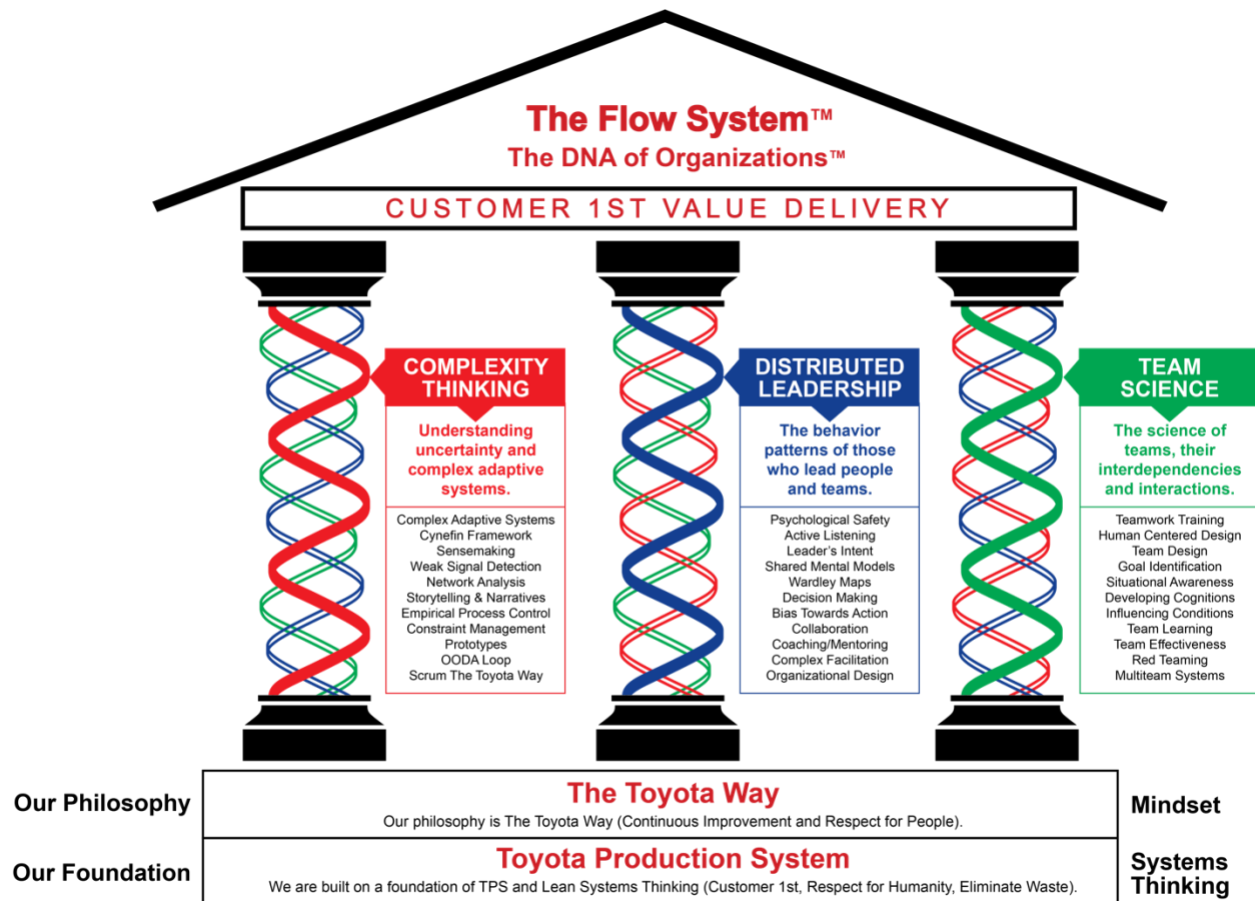 The Flow System™
The DNA of Organizations™
CUSTOMER 1ST VALUE DELIVERY
COMPLEXITY
THINKING
Understanding
uncertainty and
complex adaptive
systems.
Complex Adaptive Systems
Cynefin Framework
Sensemaking
Weak Signal Detection
Network Analysis
Storytelling & Narratives
Empirical Process Control
Constraint Management
Prototypes
OODA Loop
Scrum The Toyota Way
DISTRIBUTED
LEADERSHIP
The behavior
patterns of those
who lead people
and teams.
Psychological Safety
Active Listening
Leader's Intent
Shared Mental Models
Wardley Maps
Decision Making
Bias Towards Action
Collaboration
Coaching/Mentoring
Complex Facilitation
Organizational Design
TEAM
SCIENCE
The science of
teams, their
interdependencies
and interactions.
Teamwork Training
Human Centered Design
Team Design
Goal Identification
Situational Awareness
Developing Cognitions
Influencing Conditions
Team Learning
Team Effectiveness
Red Teaming
Multiteam Systems
Our Philosophy
The Toyota Way
Our philosophy is The Toyota Way (Continuous Improvement and Respect for People).
Mindset
Our Foundation
Toyota Production System
We are built on a foundation of TPS and Lean Systems Thinking (Customer 1st, Respect for Humanity, Eliminate Waste).
Systems
Thinking